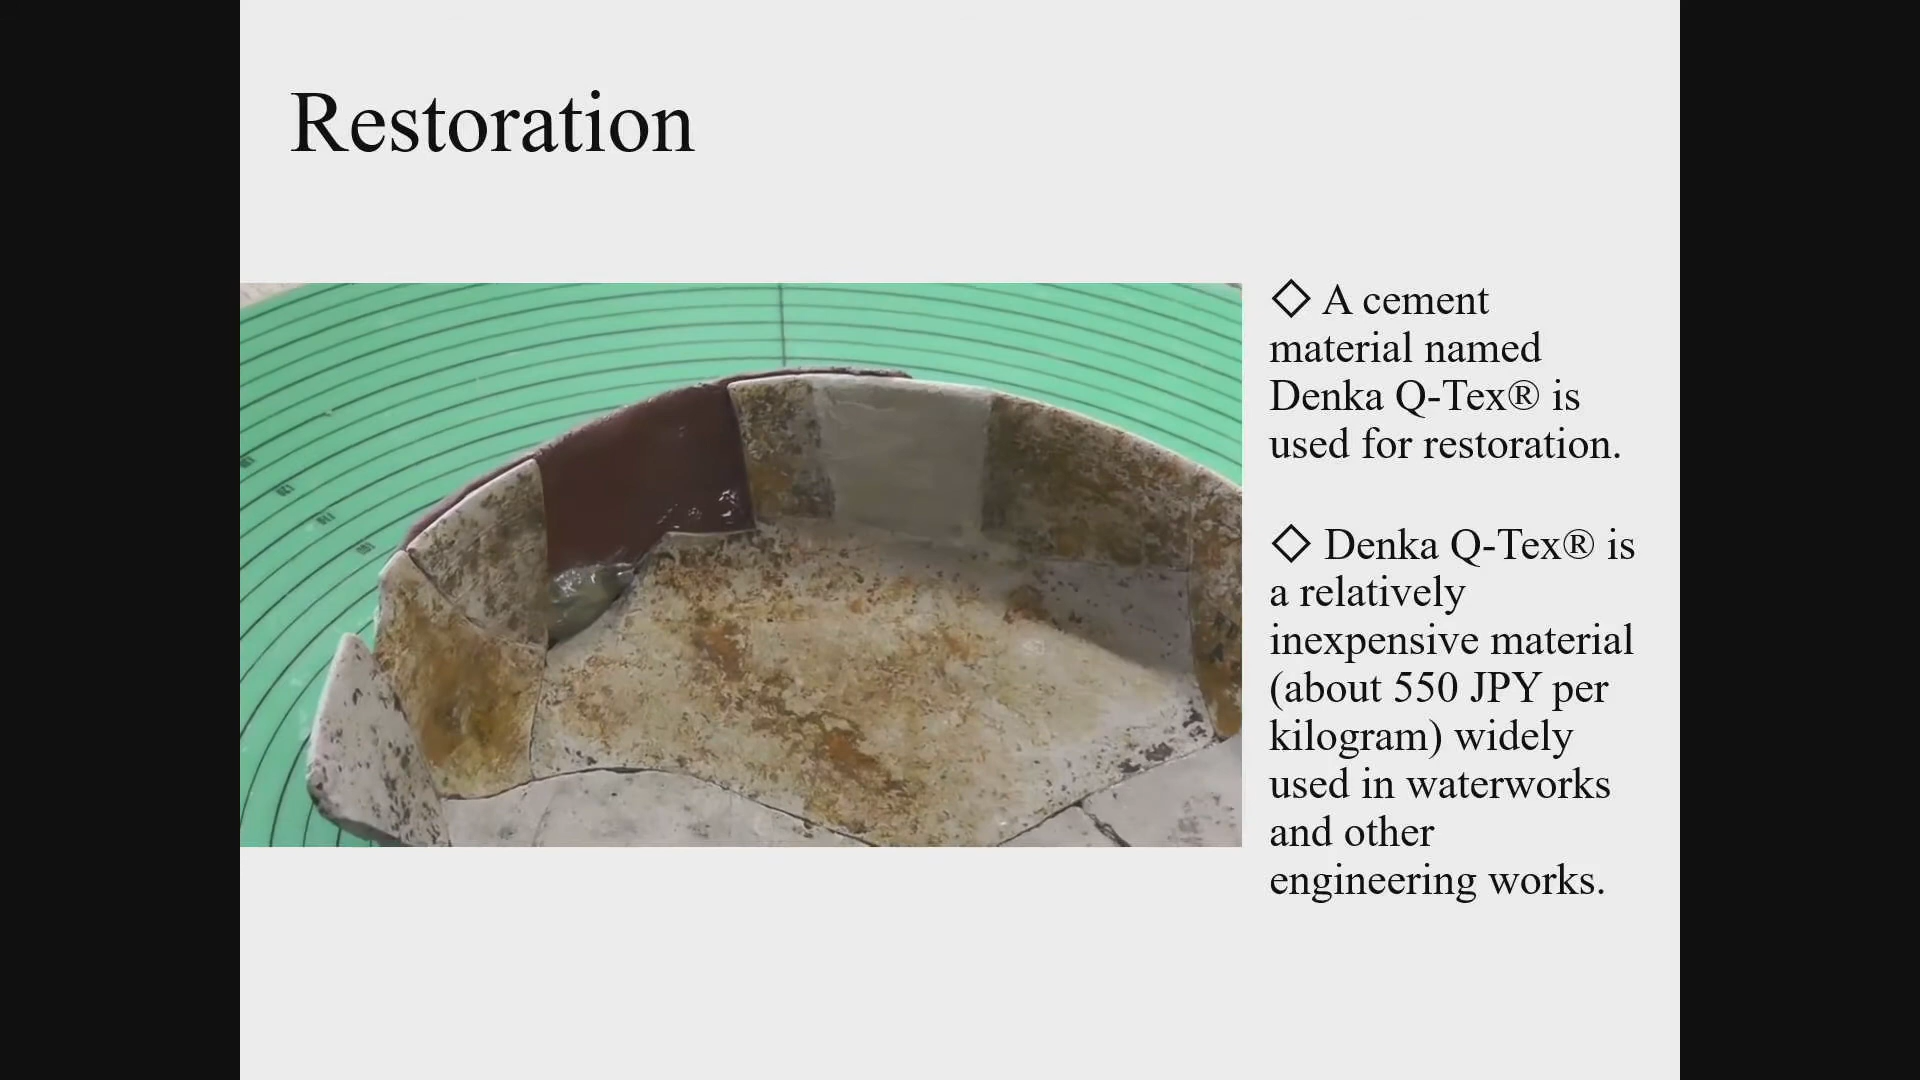 Restoration
◇ A cement
material named
Denka Q-Tex® is
used for restoration.
◇ Denka Q-Tex® is
a relatively
inexpensive material
(about 550 JPY per
kilogram) widely
used in waterworks
and other
engineering works.